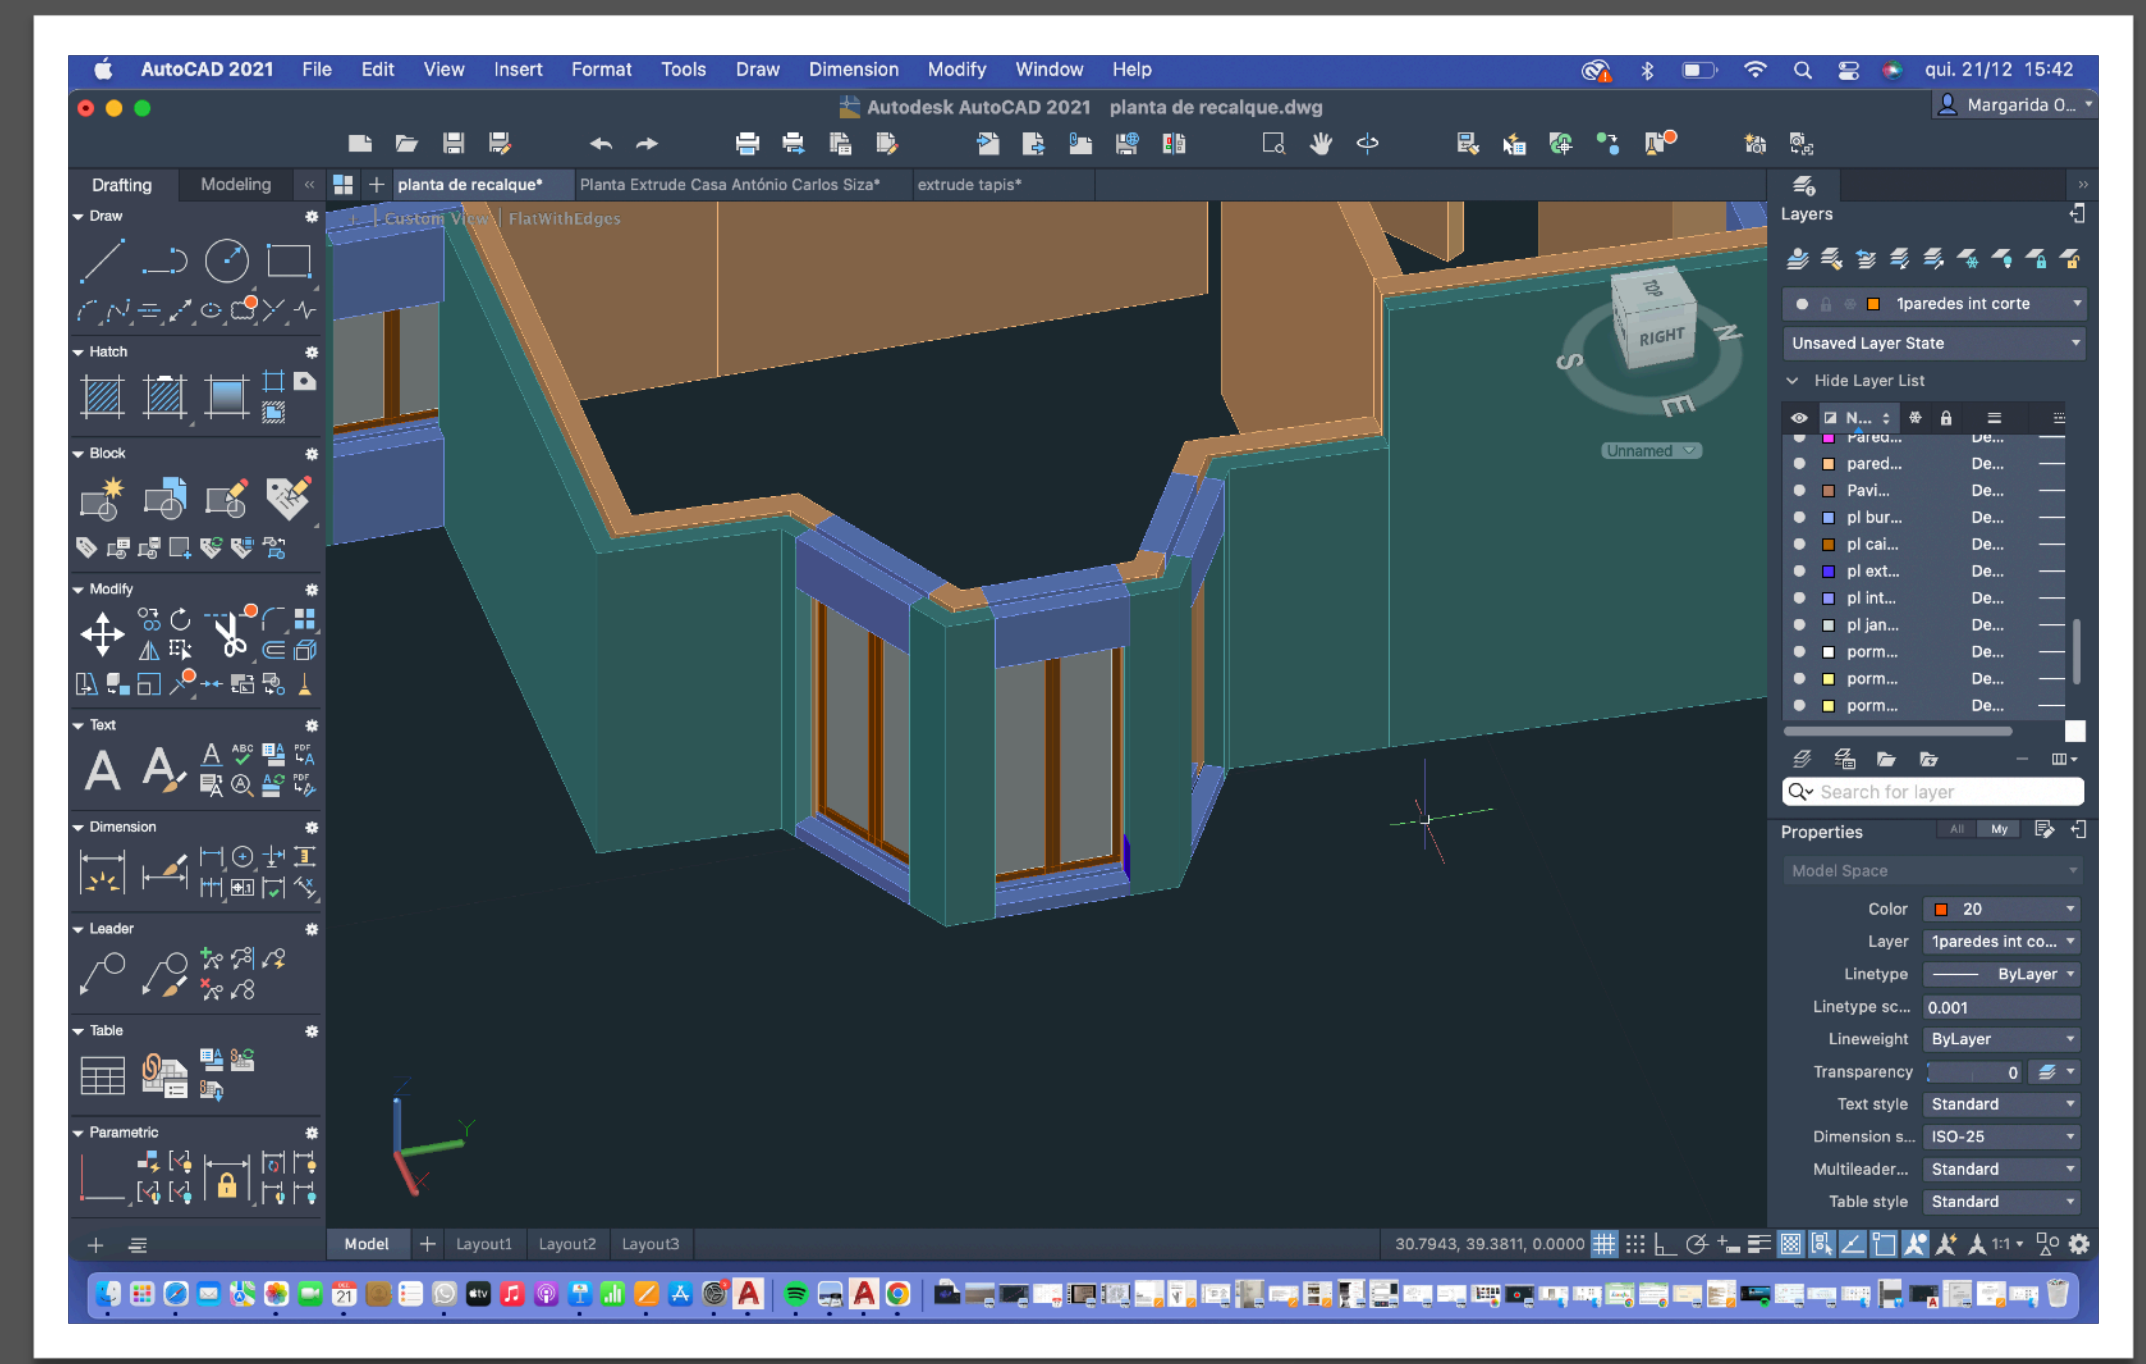 AutoCAD 2021 File Edit View Insert Format Tools Draw Dimension Modify Window Help qui. 21/12 15:42
Autodesk AutoCAD 2021 planta de recalque.dwg
Margarida O...
Drafting Modeling
planta de recalque* Planta Extrude Casa António Carlos Siza* extrude tapis*
Custom View FlatWithEdges
Draw
Hatch
Block
Modify
Text
A A A ABC A PDF A
A A PDF
Dimension
Leader
Table
Parametric
TOP
RIGHT
S
N
E
Unnamed
Z
Y
X
Layers
1paredes int corte
Unsaved Layer State
Hide Layer List
N...
Pared... De...
pared... De...
Pavi... De...
pl bur... De...
pl cai... De...
pl ext... De...
pl int... De...
pl jan... De...
porm... De...
porm... De...
porm... De...
Search for layer
Properties All My
Model Space
Color 20
Layer 1paredes int co...
Linetype ByLayer
Linetype sc... 0.001
Lineweight ByLayer
Transparency 0
Text style Standard
Dimension s... ISO-25
Multileader... Standard
Table style Standard
Model Layout1 Layout2 Layout3
30.7943, 39.3811, 0.0000 1:1
21 tv A A